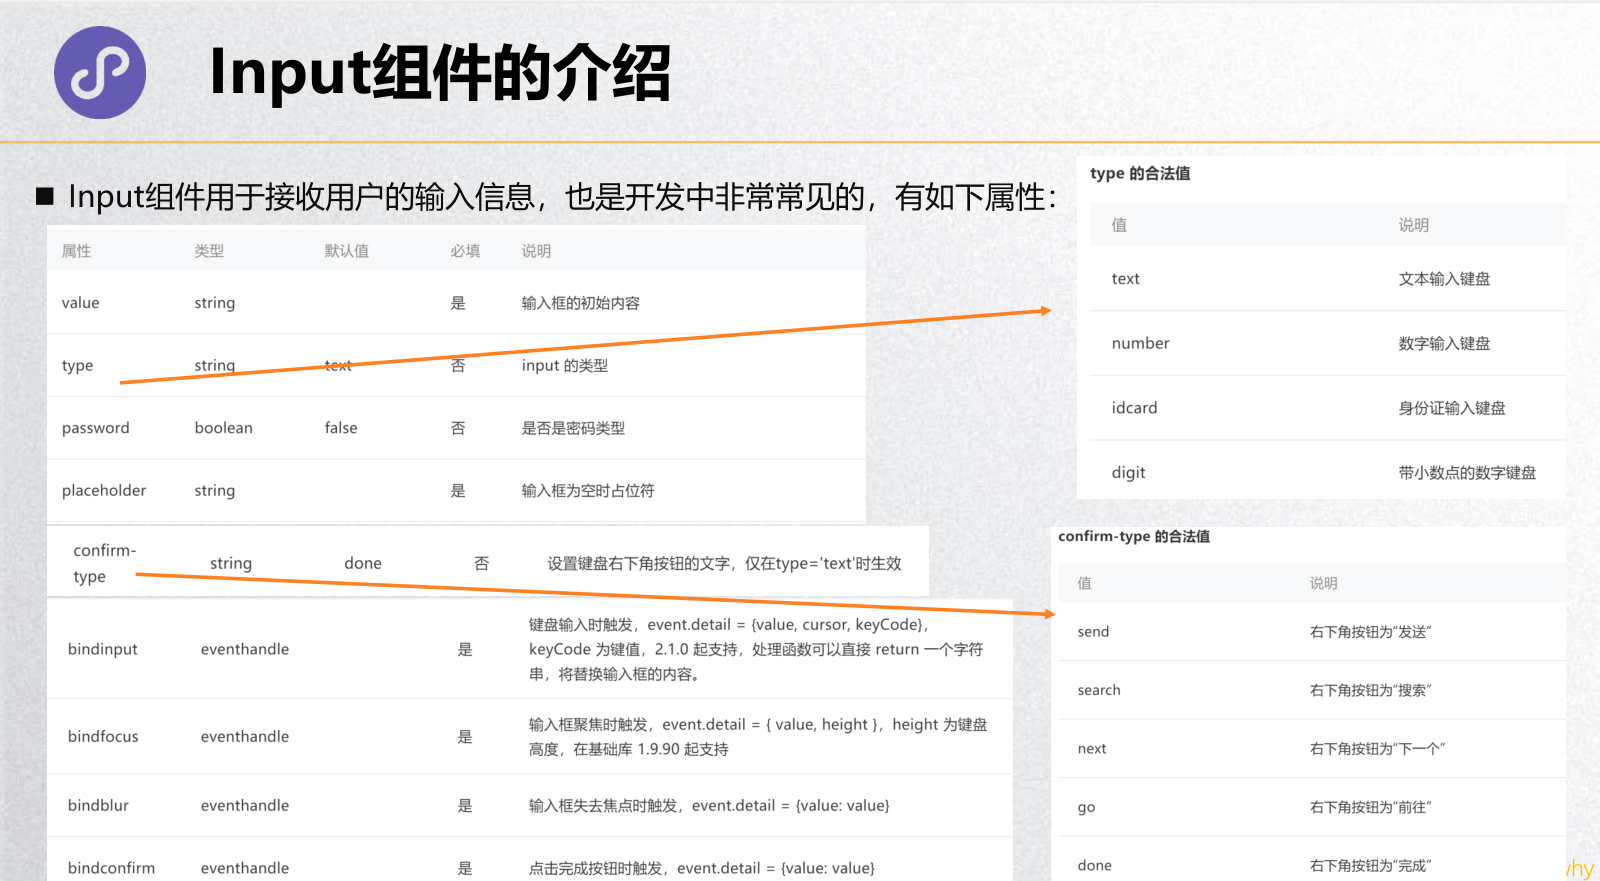 Input组件的介绍
■ Input组件用于接收用户的输入信息，也是开发中非常常见的，有如下属性：
属性 类型 默认值 必填 说明
value string 是 输入框的初始内容
type string text 否 input 的类型
password boolean false 否 是否是密码类型
placeholder string 是 输入框为空时占位符
confirm-
type string done 否 设置键盘右下角按钮的文字，仅在type='text'时生效
键盘输入时触发，event.detail = {value, cursor, keyCode}，
bindinput eventhandle 是 keyCode 为键值，2.1.0 起支持，处理函数可以直接 return 一个字符
串，将替换输入框的内容。
输入框聚焦时触发，event.detail = { value, height }，height 为键盘
bindfocus eventhandle 是
高度，在基础库 1.9.90 起支持
bindblur eventhandle 是 输入框失去焦点时触发，event.detail = {value: value}
bindconfirm eventhandle 是 点击完成按钮时触发，event.detail = {value: value}
type 的合法值
值 说明
text 文本输入键盘
number 数字输入键盘
idcard 身份证输入键盘
digit 带小数点的数字键盘
confirm-type 的合法值
值 说明
send 右下角按钮为“发送”
search 右下角按钮为“搜索”
next 右下角按钮为“下一个”
go 右下角按钮为“前往”
done 右下角按钮为“完成”
why